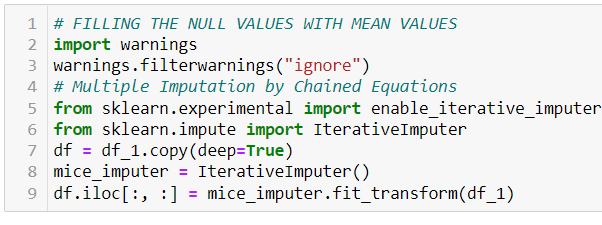 1 # FILLING THE NULL VALUES WITH MEAN VALUES
2 import warnings
3 warnings.filterwarnings("ignore")
4 # Multiple Imputation by Chained Equations
5 from sklearn.experimental import enable_iterative_imputer
6 from sklearn.impute import IterativeImputer
7 df = df_1.copy(deep=True)
8 mice_imputer = IterativeImputer()
9 df.iloc[:, :] = mice_imputer.fit_transform(df_1)